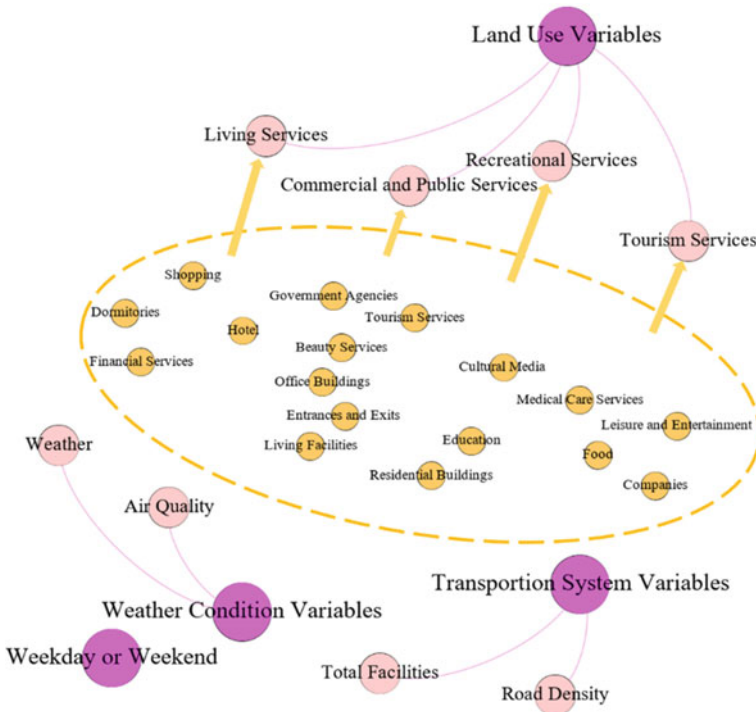 Land Use Variables
Living Services
Recreational Services
Commercial and Public Services
Tourism Services
Shopping
Government Agencies
Dormitories
Tourism Services
Hotel
Beauty Services
Financial Services
Cultural Media
Office Buildings
Medical Care Services
Entrances and Exits
Leisure and Entertainment
Education
Living Facilities
Food
Residential Buildings
Companies
Weather
Air Quality
Transportion System Variables
Weather Condition Variables
Weekday or Weekend
Total Facilities
Road Density